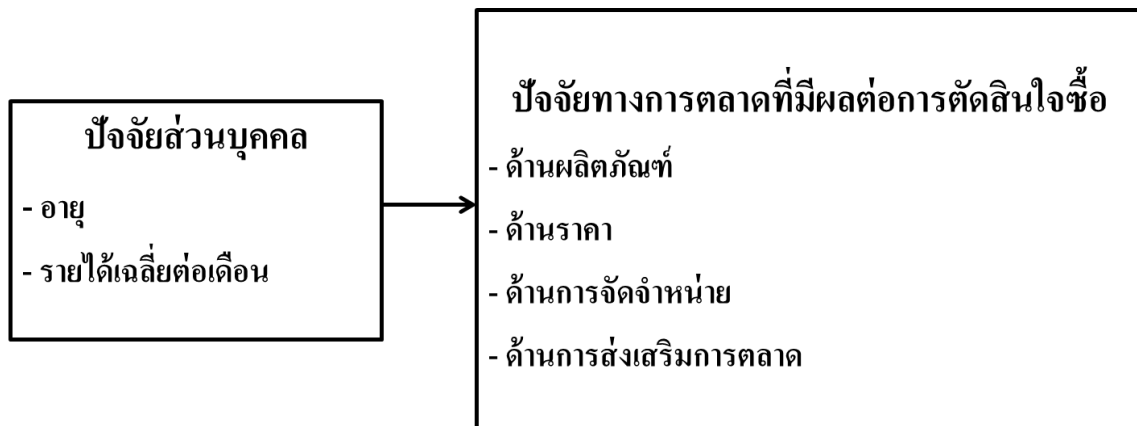 ปัจจัยส่วนบุคคล
- อายุ
- รายได้เฉลี่ยต่อเดือน
ปัจจัยทางการตลาดที่มีผลต่อการตัดสินใจซื้อ
- ด้านผลิตภัณฑ์
- ด้านราคา
- ด้านการจัดจำหน่าย
- ด้านการส่งเสริมการตลาด